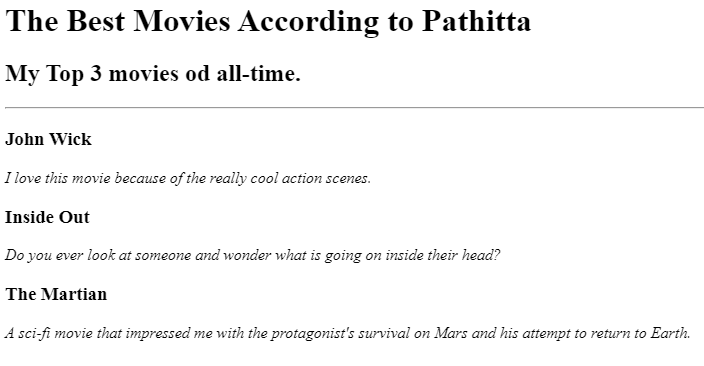 The Best Movies According to Pathitta
My Top 3 movies od all-time.
John Wick
I love this movie because of the really cool action scenes.
Inside Out
Do you ever look at someone and wonder what is going on inside their head?
The Martian
A sci-fi movie that impressed me with the protagonist's survival on Mars and his attempt to return to Earth.